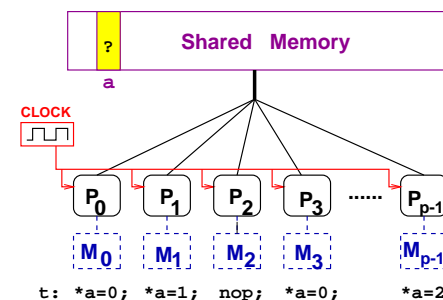 ?
Shared Memory
a
CLOCK
P0 P1 P2 P3 ...... Pp-1
M0 M1 M2 M3 Mp-1
t: *a=0; *a=1; nop; *a=0; *a=2